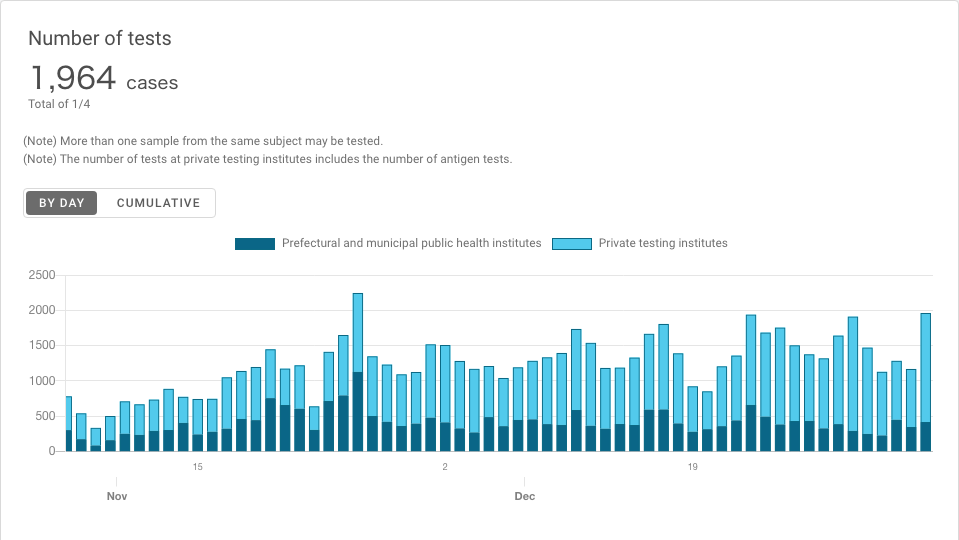 Number of tests
1,964 cases
Total of 1/4
(Note) More than one sample from the same subject may be tested.
(Note) The number of tests at private testing institutes includes the number of antigen tests.
BY DAY CUMULATIVE
Prefectural and municipal public health institutes Private testing institutes
2500
2000
1500
1000
500
0
15 2 19
Nov Dec